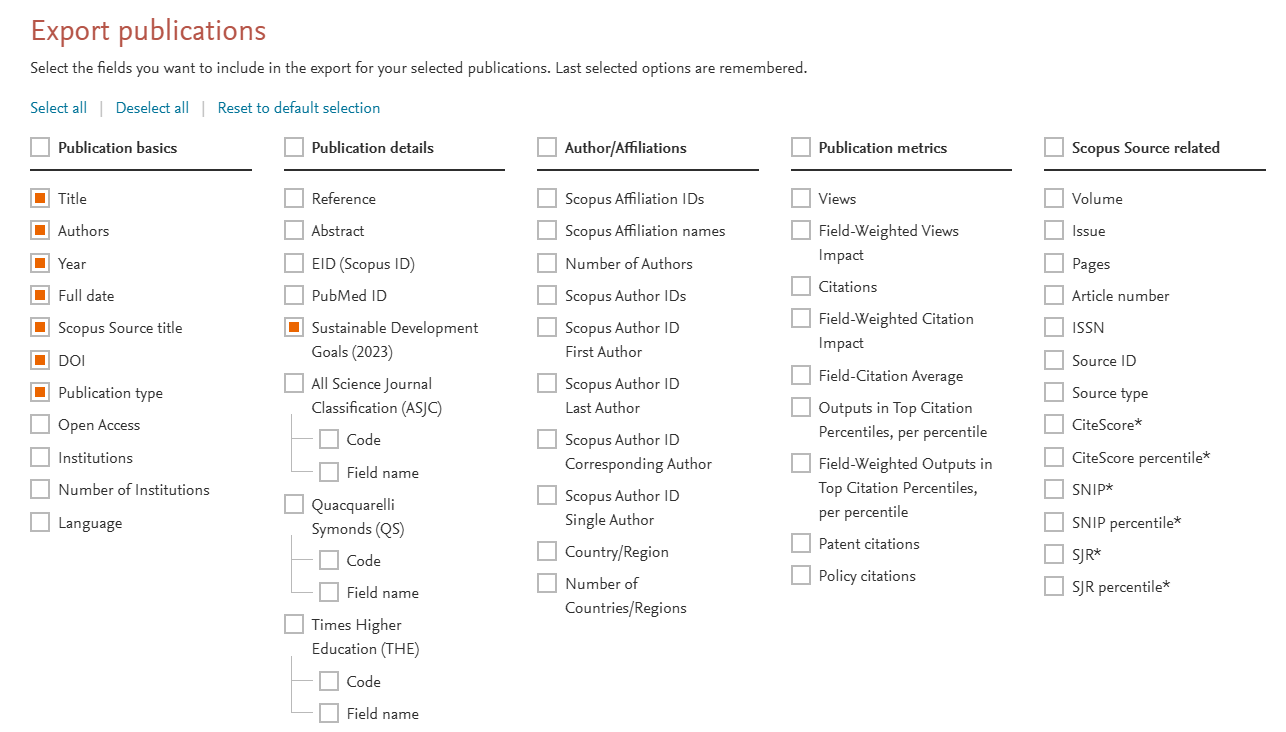 Export publications
Select the fields you want to include in the export for your selected publications. Last selected options are remembered.
Select all | Deselect all | Reset to default selection
Publication basics
Title
Authors
Year
Full date
Scopus Source title
DOI
Publication type
Open Access
Institutions
Number of Institutions
Language
Publication details
Reference
Abstract
EID (Scopus ID)
PubMed ID
Sustainable Development
Goals (2023)
All Science Journal
Classification (ASJC)
Code
Field name
Quacquarelli
Symonds (QS)
Code
Field name
Times Higher
Education (THE)
Code
Field name
Author/Affiliations
Scopus Affiliation IDs
Scopus Affiliation names
Number of Authors
Scopus Author IDs
Scopus Author ID
First Author
Scopus Author ID
Last Author
Scopus Author ID
Corresponding Author
Scopus Author ID
Single Author
Country/Region
Number of
Countries/Regions
Publication metrics
Views
Field-Weighted Views
Impact
Citations
Field-Weighted Citation
Impact
Field-Citation Average
Outputs in Top Citation
Percentiles, per percentile
Field-Weighted Outputs in
Top Citation Percentiles,
per percentile
Patent citations
Policy citations
Scopus Source related
Volume
Issue
Pages
Article number
ISSN
Source ID
Source type
CiteScore*
CiteScore percentile*
SNIP*
SNIP percentile*
SJR*
SJR percentile*